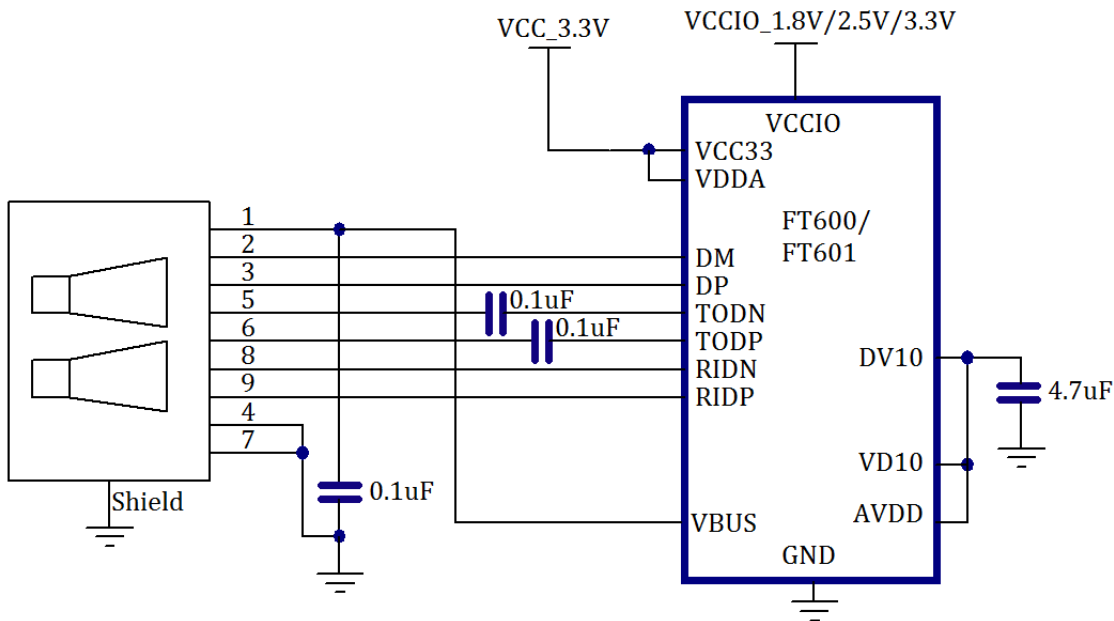 VCC_3.3V
VCCIO_1.8V/2.5V/3.3V
VCCIO
VCC33
VDDA
FT600/
FT601
1
2
3
5
6
8
9
4
7
DM
DP
TODN
TODP
RIDN
RIDP
0.1uF
0.1uF
DV10
4.7uF
VD10
AVDD
0.1uF
Shield
VBUS
GND